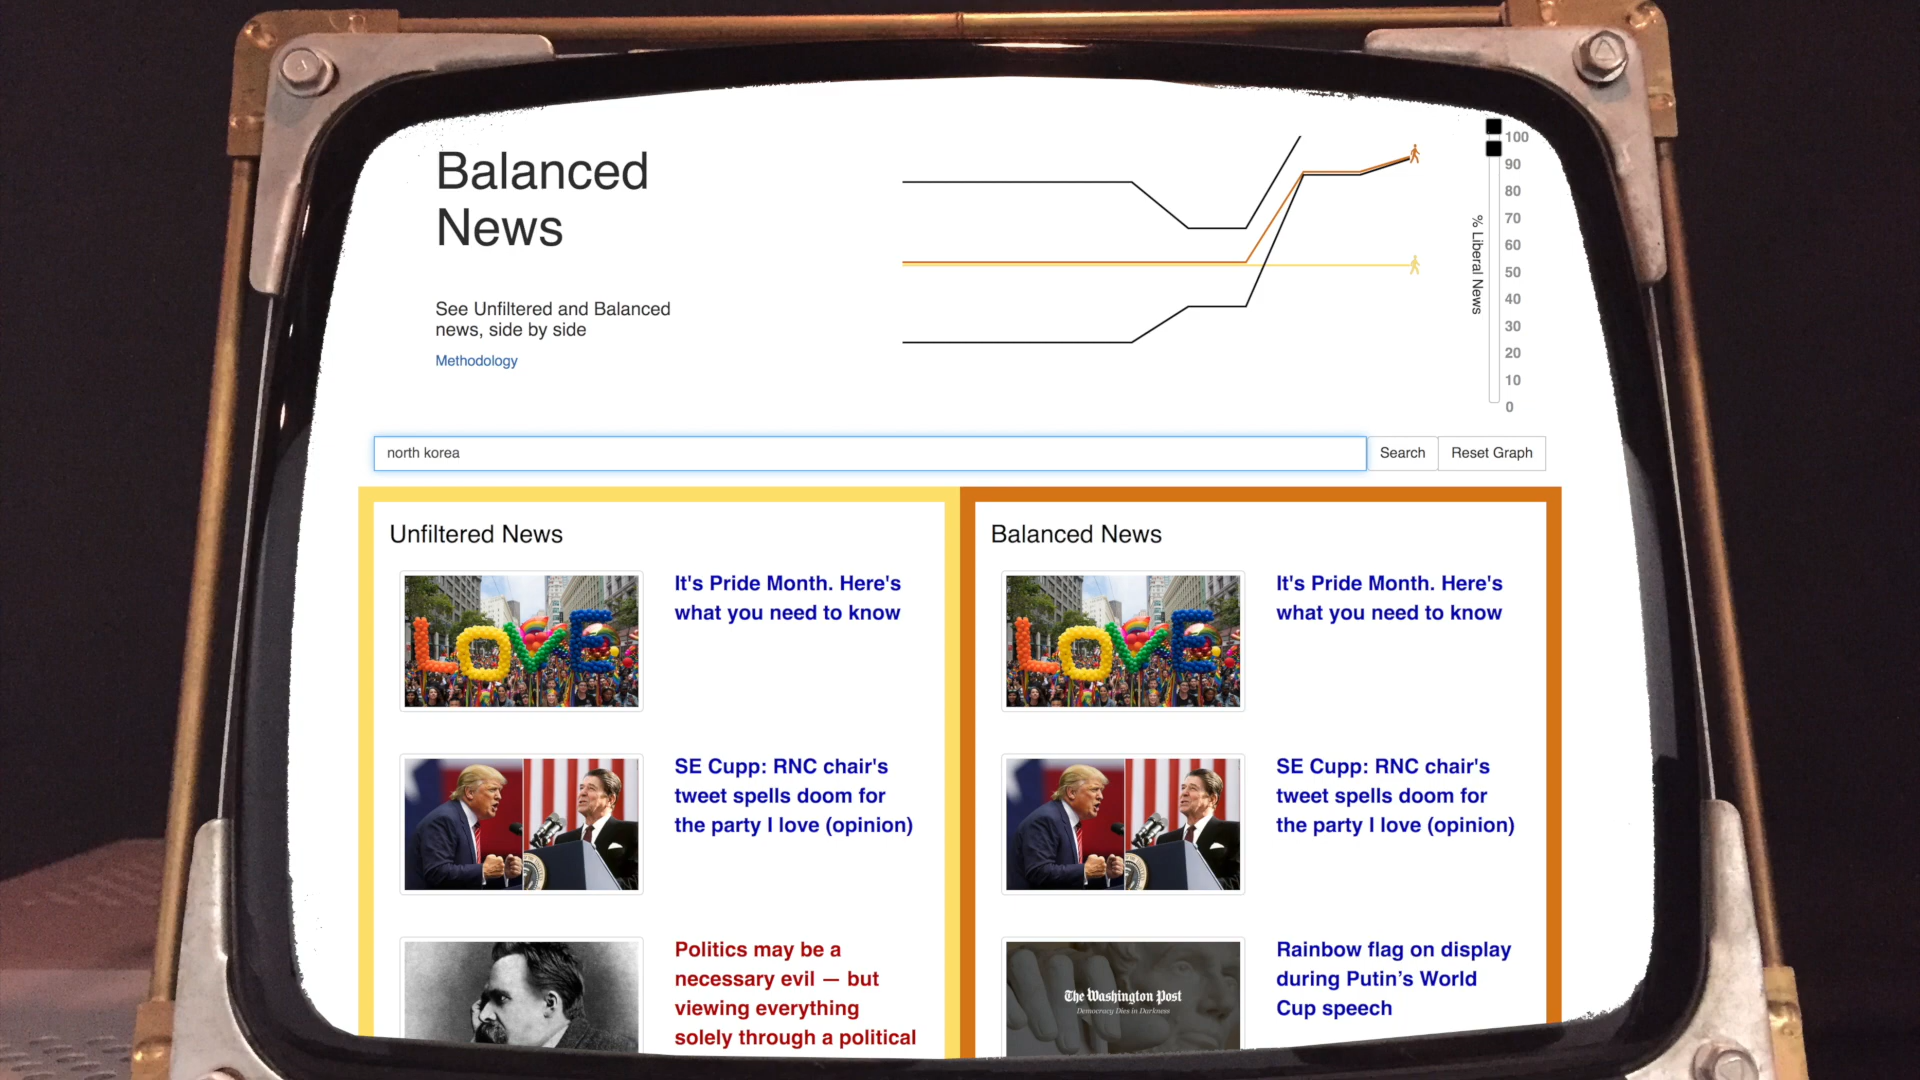 Balanced
News
See Unfiltered and Balanced
news, side by side
Methodology
% Liberal News
100
90
80
70
60
50
40
30
20
10
0
north korea
Search
Reset Graph
Unfiltered News
It's Pride Month. Here's
what you need to know
LOVE
SE Cupp: RNC chair's
tweet spells doom for
the party I love (opinion)
Politics may be a
necessary evil — but
viewing everything
solely through a political
Balanced News
It's Pride Month. Here's
what you need to know
LOVE
SE Cupp: RNC chair's
tweet spells doom for
the party I love (opinion)
Rainbow flag on display
during Putin’s World
Cup speech
The Washington Post
Democracy Dies in Darkness